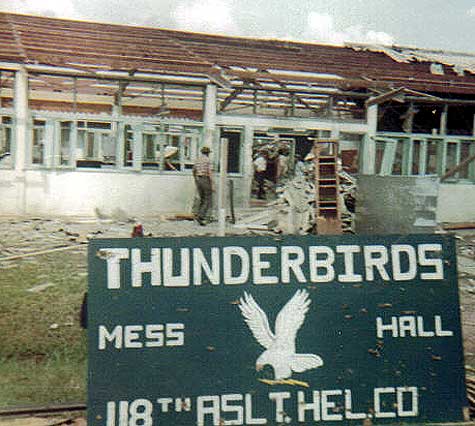 THUNDERBIRDS
MESS HALL
118TH ASLT. HEL. CO